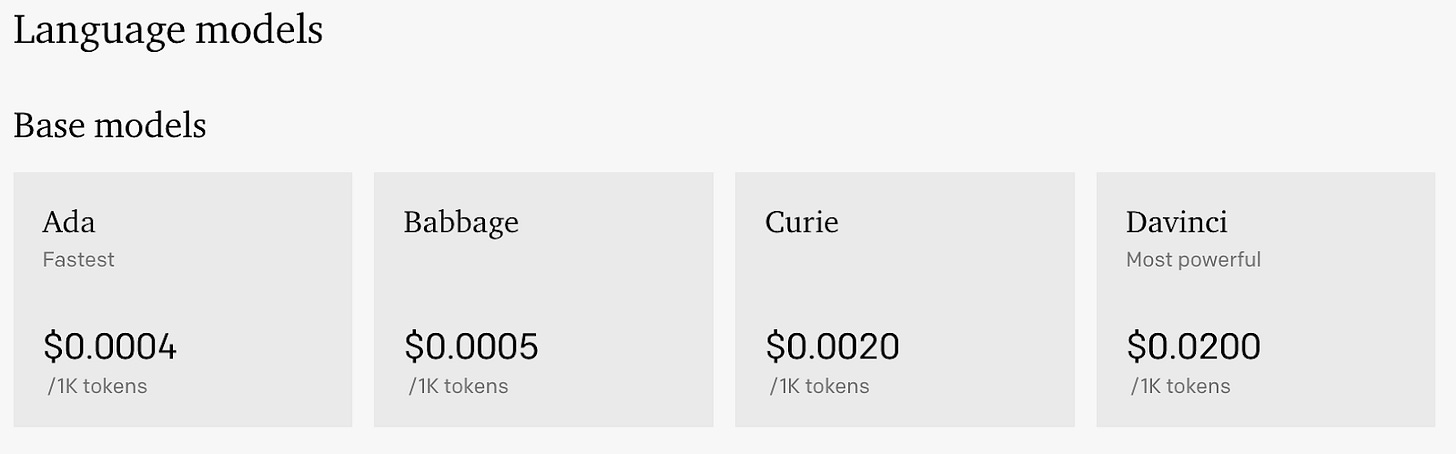 Language models
Base models
Ada
Fastest
$0.0004
/1K tokens
Babbage
$0.0005
/1K tokens
Curie
$0.0020
/1K tokens
Davinci
Most powerful
$0.0200
/1K tokens